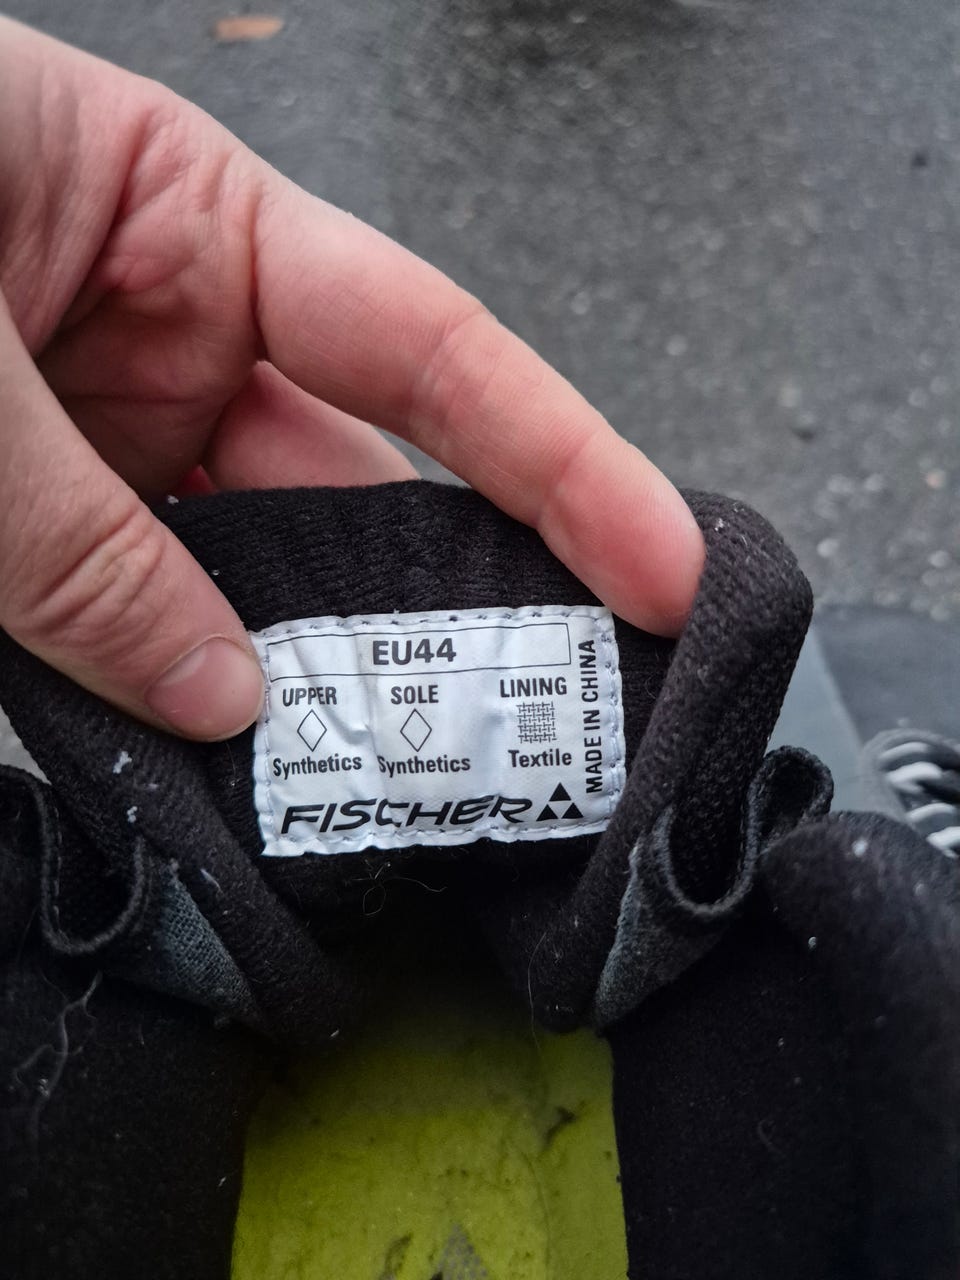 EU44
UPPER SOLE LINING
Synthetics Synthetics Textile
FISCHER
MADE IN CHINA